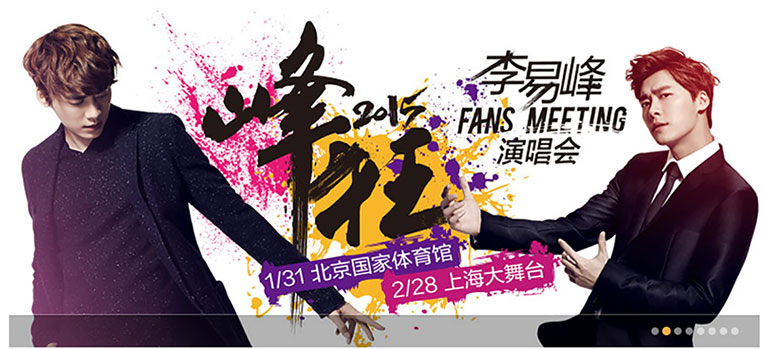 峰狂
2015
李易峰
FANS MEETING
演唱会
1/31 北京国家体育馆
2/28 上海大舞台